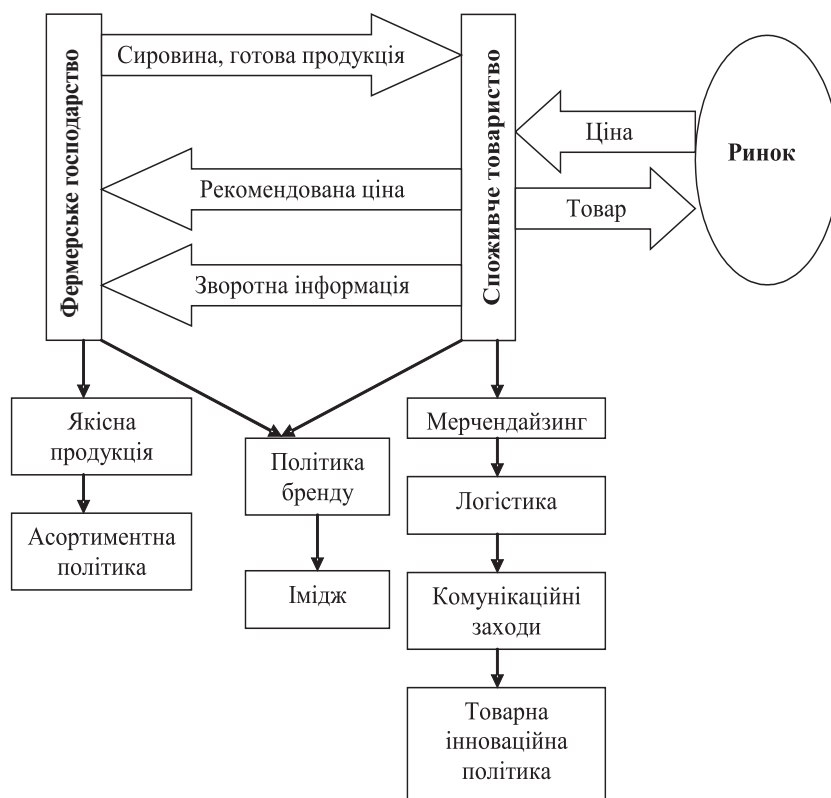 Фермерське господарство
Сировина, готова продукція
Рекомендована ціна
Зворотна інформація
Споживче товариство
Ціна
Товар
Ринок
Якісна
продукція
Асортиментна
політика
Політика
бренду
Імідж
Мерчендайзинг
Логістика
Комунікаційні
заходи
Товарна
інноваційна
політика